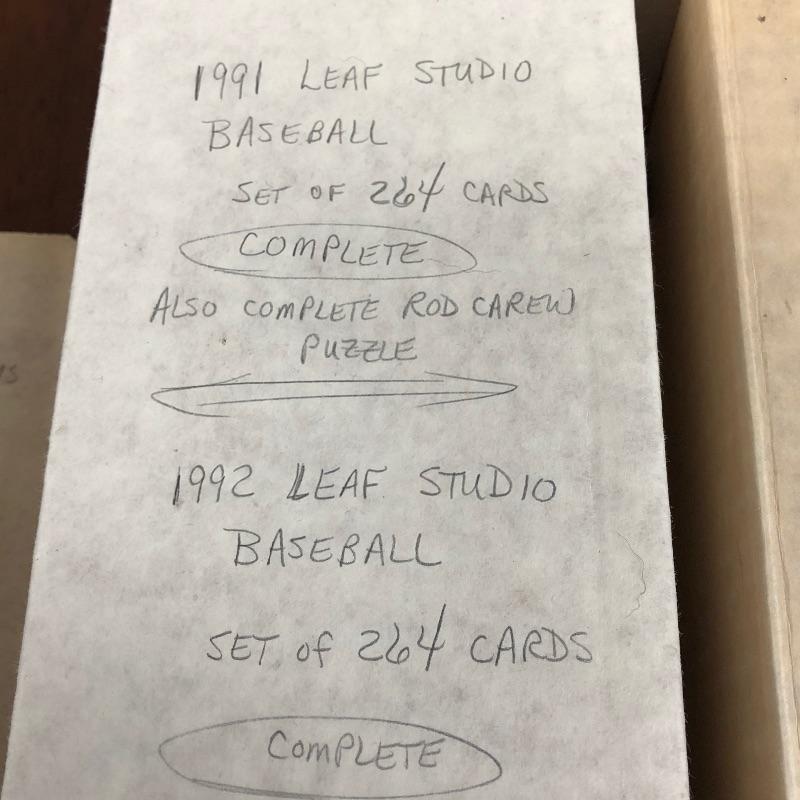 1991 LEAF STUDIO
BASEBALL
SET OF 264 CARDS
COMPLETE
ALSO COMPLETE ROD CAREW
PUZZLE
1992 LEAF STUDIO
BASEBALL
SET of 264 CARDS
COMPLETE